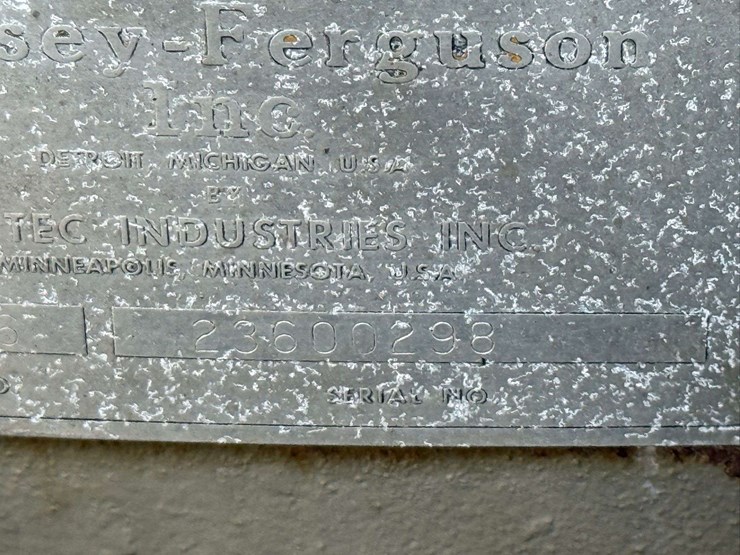 sey-Ferguson
Inc.
DETROIT, MICHIGAN, U.S.A.
BY
TEC INDUSTRIES INC.
MINNEAPOLIS, MINNESOTA, U.S.A.
23600298
SERIAL NO.